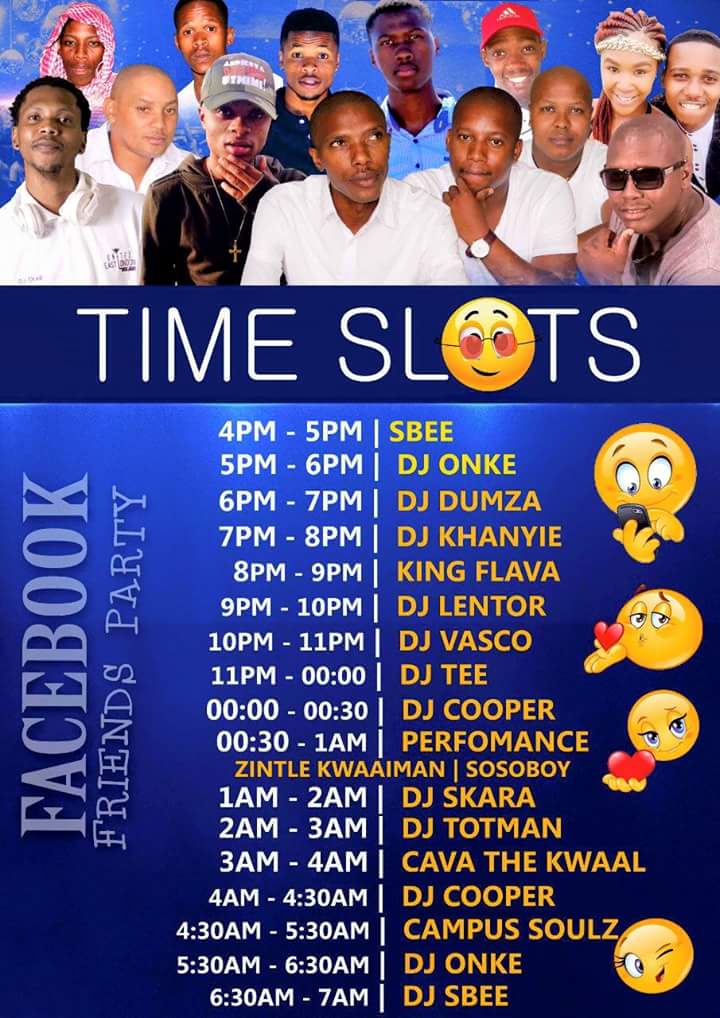 TIME SLOTS
FACEBOOK
FRIENDS PARTY
4PM - 5PM | SBEE
5PM - 6PM | DJ ONKE
6PM - 7PM | DJ DUMZA
7PM - 8PM | DJ KHANYIE
8PM - 9PM | KING FLAVA
9PM - 10PM | DJ LENTOR
10PM - 11PM | DJ VASCO
11PM - 00:00 | DJ TEE
00:00 - 00:30 | DJ COOPER
00:30 - 1AM | PERFOMANCE
ZINTLE KWAAIMAN | SOSOBOY
1AM - 2AM | DJ SKARA
2AM - 3AM | DJ TOTMAN
3AM - 4AM | CAVA THE KWAAL
4AM - 4:30AM | DJ COOPER
4:30AM - 5:30AM | CAMPUS SOULZ
5:30AM - 6:30AM | DJ ONKE
6:30AM - 7AM | DJ SBEE